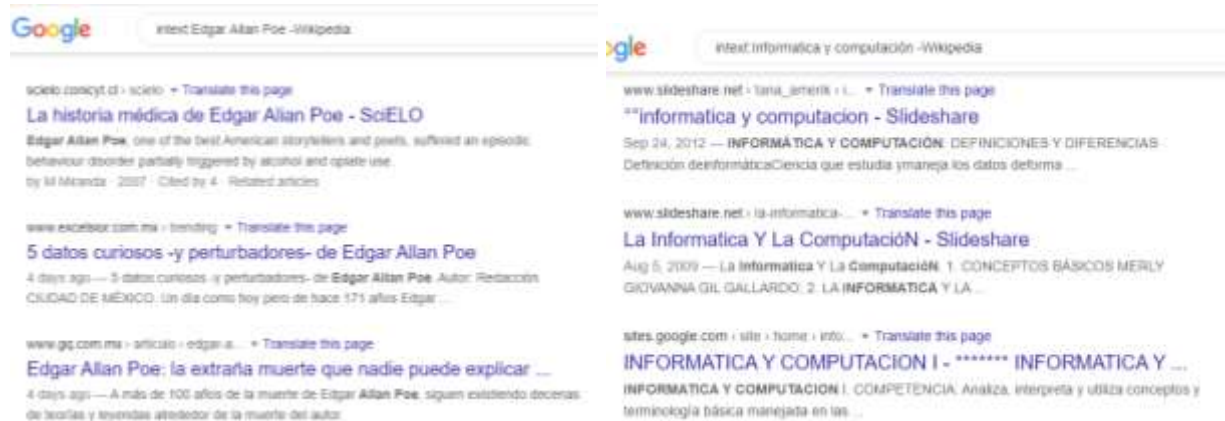 Google
intext Edgar Allan Poe -Wikipedia
scielo.conicyt.cl › scielo ▾ Translate this page
La historia médica de Edgar Allan Poe - SciELO
Edgar Allan Poe, one of the best American storytellers and poets, suffered an episodic
behaviour disorder partially triggered by alcohol and opiate use.
by M Miranda · 2007 · Cited by 4 · Related articles
www.excelsior.com.mx › trending ▾ Translate this page
5 datos curiosos -y perturbadores- de Edgar Allan Poe
4 days ago — 5 datos curiosos -y perturbadores- de Edgar Allan Poe. Autor: Redacción
CIUDAD DE MÉXICO. Un día como hoy pero de hace 171 años Edgar ...
www.gq.com.mx › articulo › edgar-a... ▾ Translate this page
Edgar Allan Poe: la extraña muerte que nadie puede explicar ...
4 days ago — A más de 100 años de la muerte de Edgar Allan Poe, siguen existiendo decenas
de teorías y leyendas alrededor de la muerte del autor.
ogle
intext Informatica y computación -Wikipedia
www.slideshare.net › tana_amerik › i... ▾ Translate this page
""informatica y computacion - Slideshare
Sep 24, 2012 — INFORMÁTICA Y COMPUTACIÓN: DEFINICIONES Y DIFERENCIAS
Definición deinformáticaCiencia que estudia ymaneja los datos deforma ...
www.slideshare.net › la-informatica-... ▾ Translate this page
La Informatica Y La ComputacióN - Slideshare
Aug 5, 2009 — La Informatica Y La ComputacióN. 1. CONCEPTOS BÁSICOS MERLY
GIOVANNA GIL GALLARDO; 2. LA INFORMATICA Y LA ...
sites.google.com › site › home › info... ▾ Translate this page
INFORMATICA Y COMPUTACION I - ******* INFORMATICA Y ...
INFORMATICA Y COMPUTACION I. COMPETENCIA. Analiza, interpreta y utiliza conceptos y
terminología básica manejada en las ...